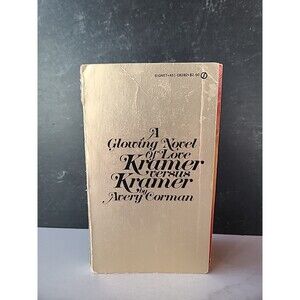 A
Glowing Novel
of Love
Kramer
versus
Kramer
by
Avery Corman